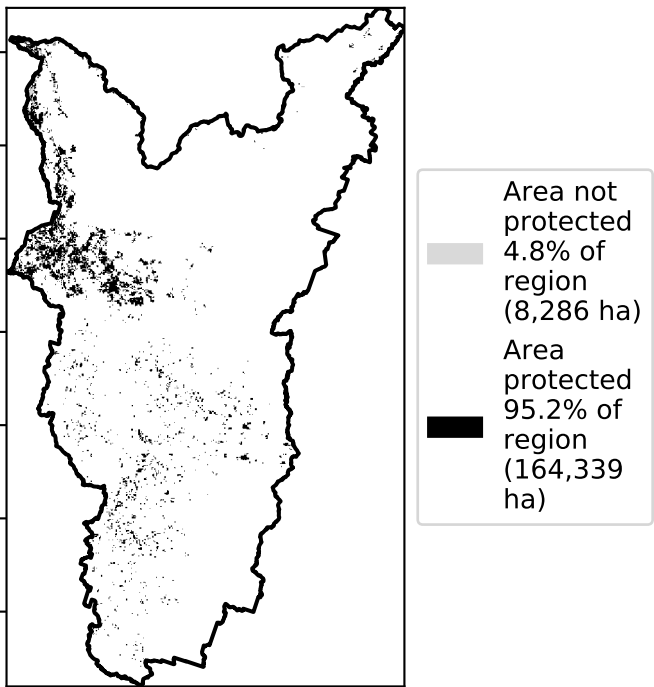 Area not
protected
4.8% of
region
(8,286 ha)
Area
protected
95.2% of
region
(164,339
ha)